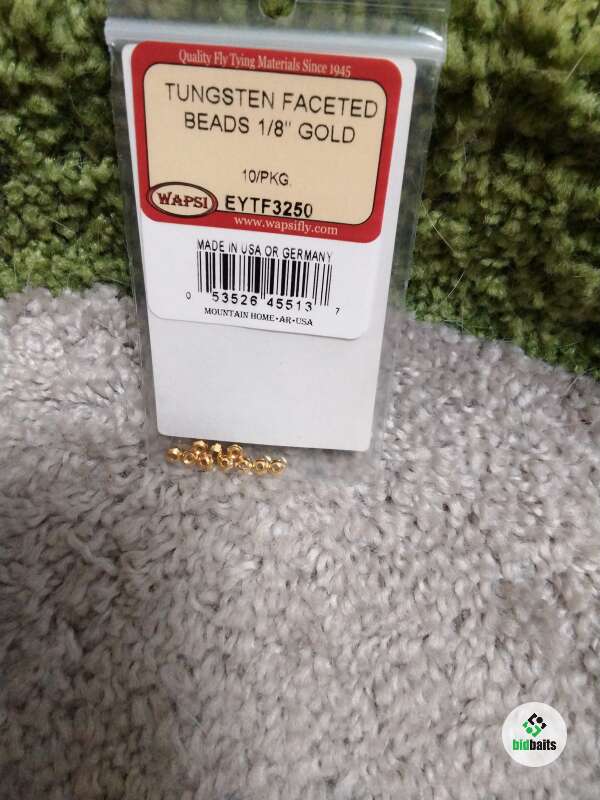 Quality Fly Tying Materials Since 1945
TUNGSTEN FACETED
BEADS 1/8" GOLD
10/PKG.
WAPSI
EYTF3250
www.wapsifly.com
MADE IN USA OR GERMANY
0 53526 45513 7
MOUNTAIN HOME•AR•USA
bidbaits